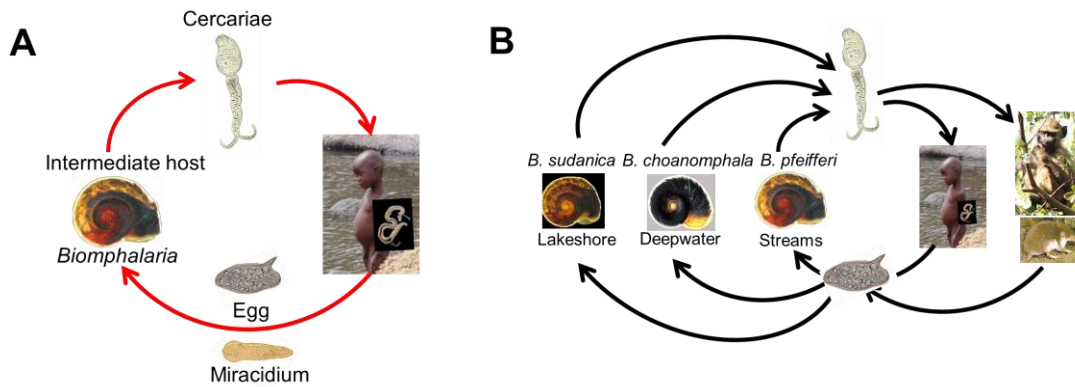 A
Cercariae
Intermediate host
Biomphalaria
Egg
Miracidium
B
B. sudanica B. choanomphala B. pfeifferi
Lakeshore Deepwater Streams